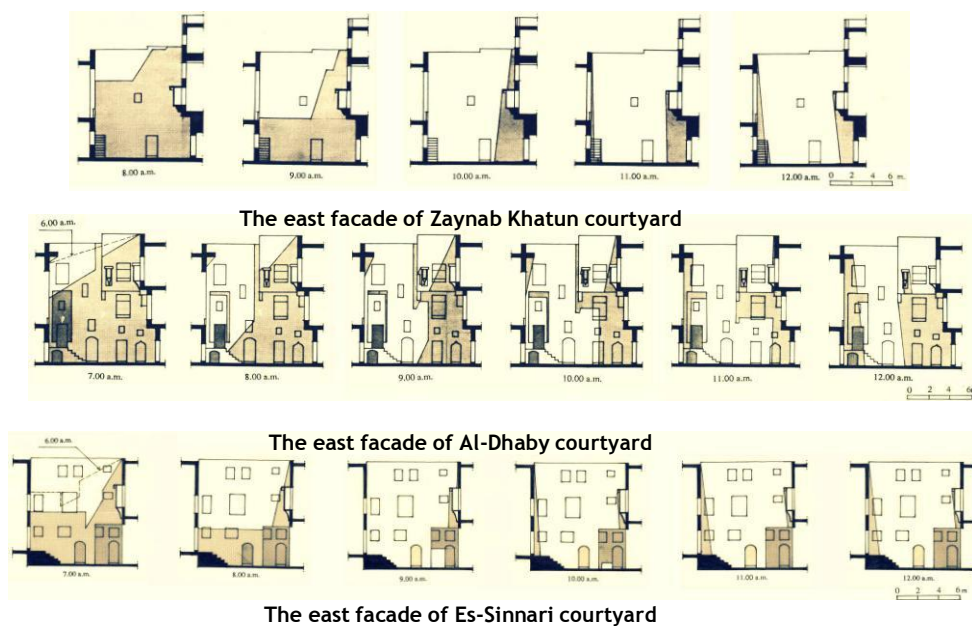 8.00 a.m. 9.00 a.m. 10.00 a.m. 11.00 a.m. 12.00 a.m. 0 2 4 6 m.
The east facade of Zaynab Khatun courtyard
6.00 a.m.
7.00 a.m. 8.00 a.m. 9.00 a.m. 10.00 a.m. 11.00 a.m. 12.00 a.m.
0 2 4 6m
The east facade of Al-Dhaby courtyard
6.00 a.m.
7.00 a.m. 8.00 a.m. 9.00 a.m. 10.00 a.m. 11.00 a.m. 12.00 a.m.
0 2 4 6m
The east facade of Es-Sinnari courtyard